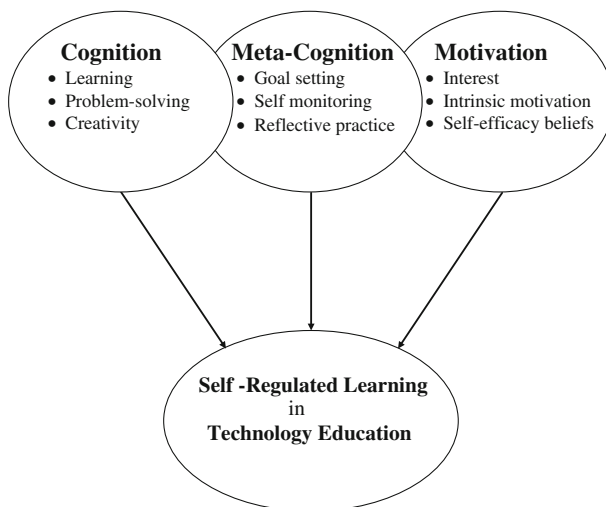 Cognition
• Learning
• Problem-solving
• Creativity
Meta-Cognition
• Goal setting
• Self monitoring
• Reflective practice
Motivation
• Interest
• Intrinsic motivation
• Self-efficacy beliefs
Self -Regulated Learning
in
Technology Education